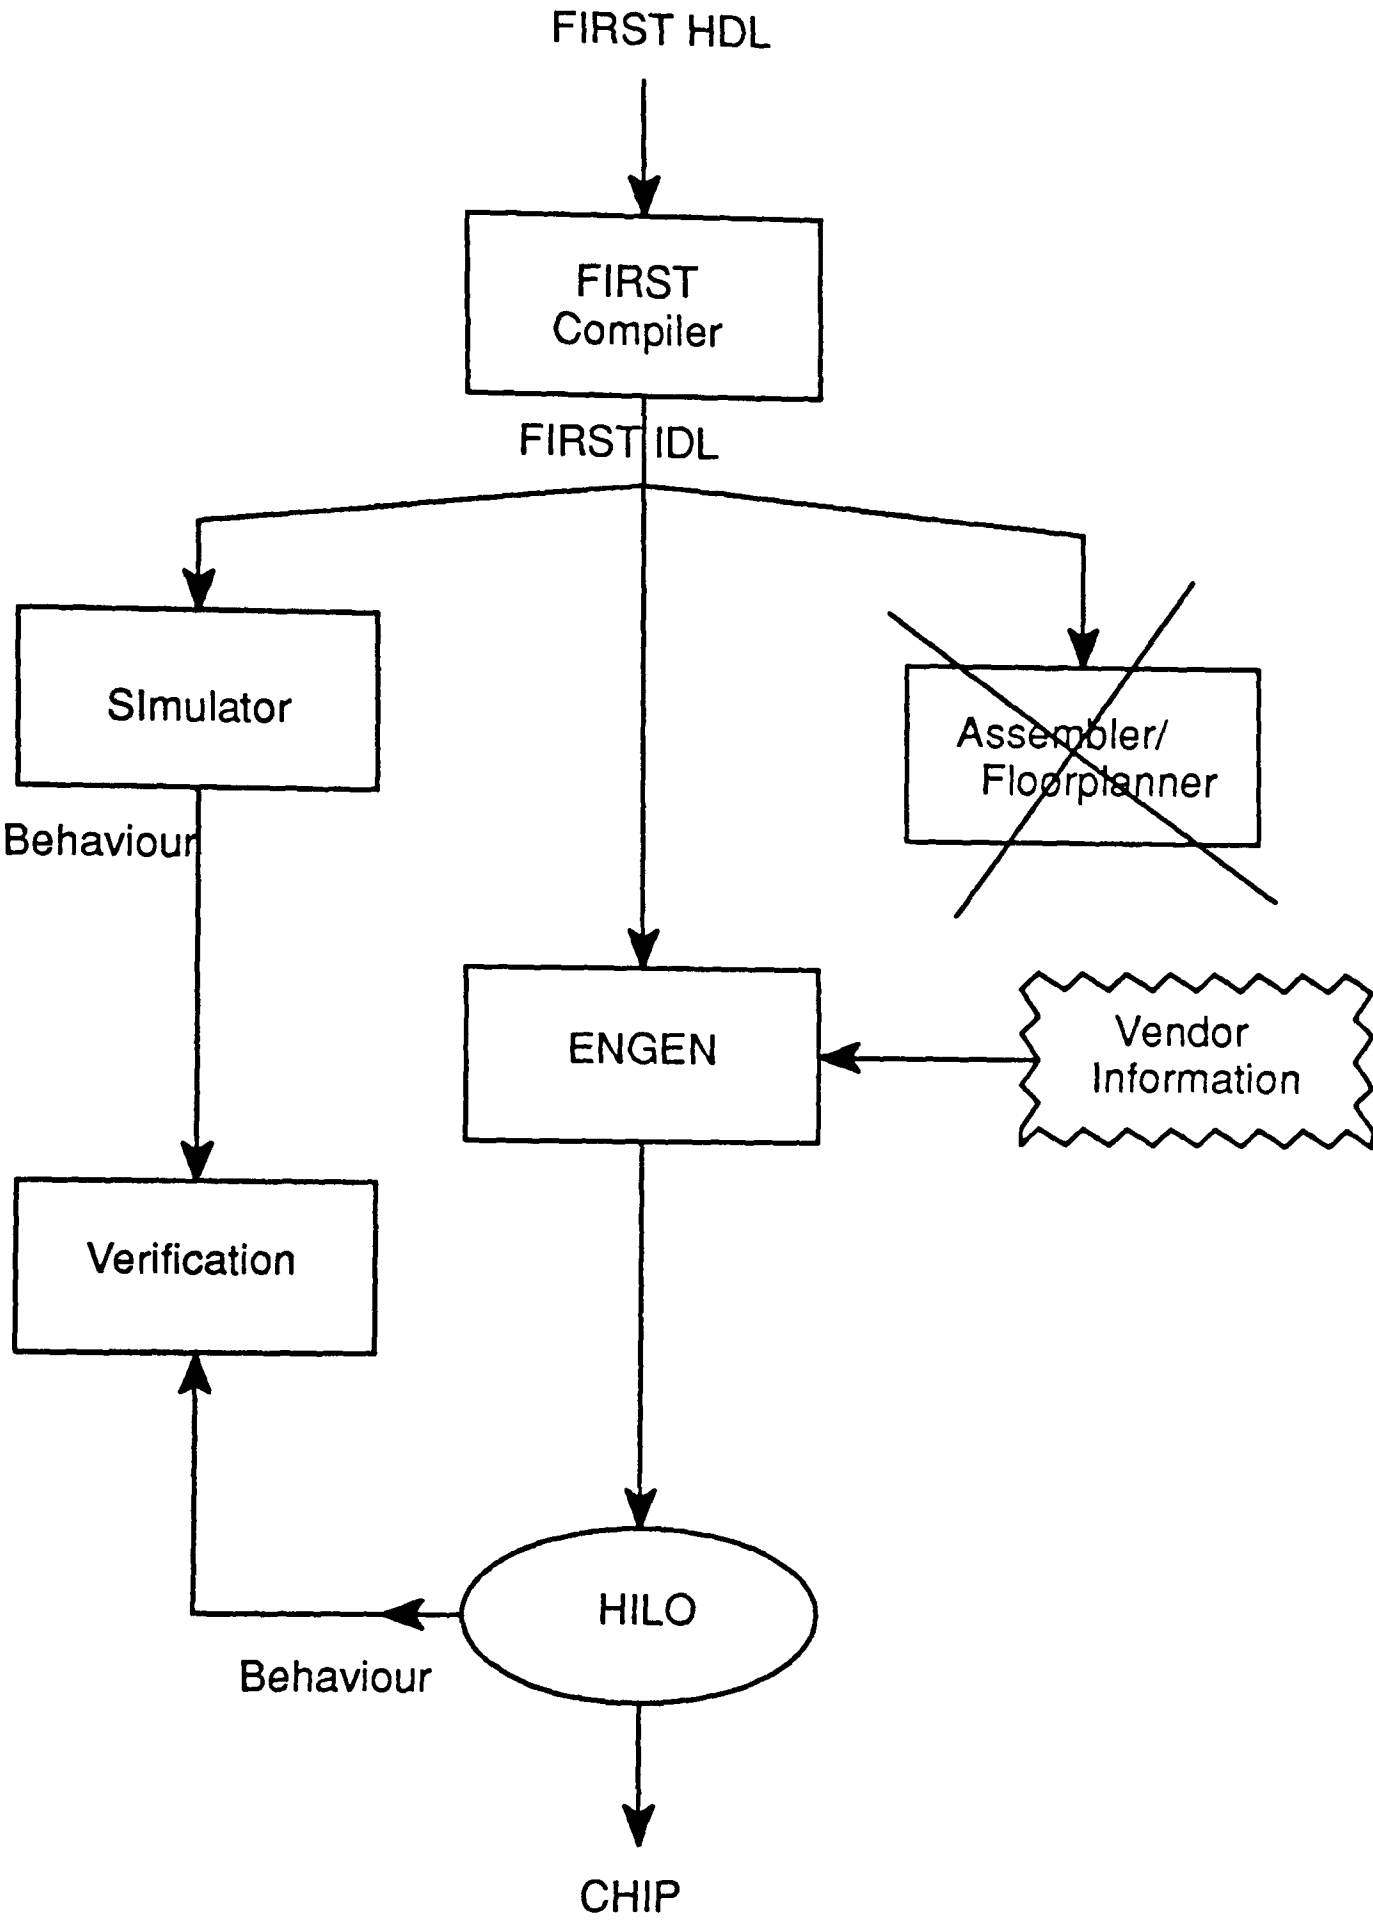 FIRST HDL
FIRST
Compiler
FIRST IDL
SImulator
Assembler/
Floorplanner
Behaviour
ENGEN
Vendor
Information
Verification
HILO
Behaviour
CHIP